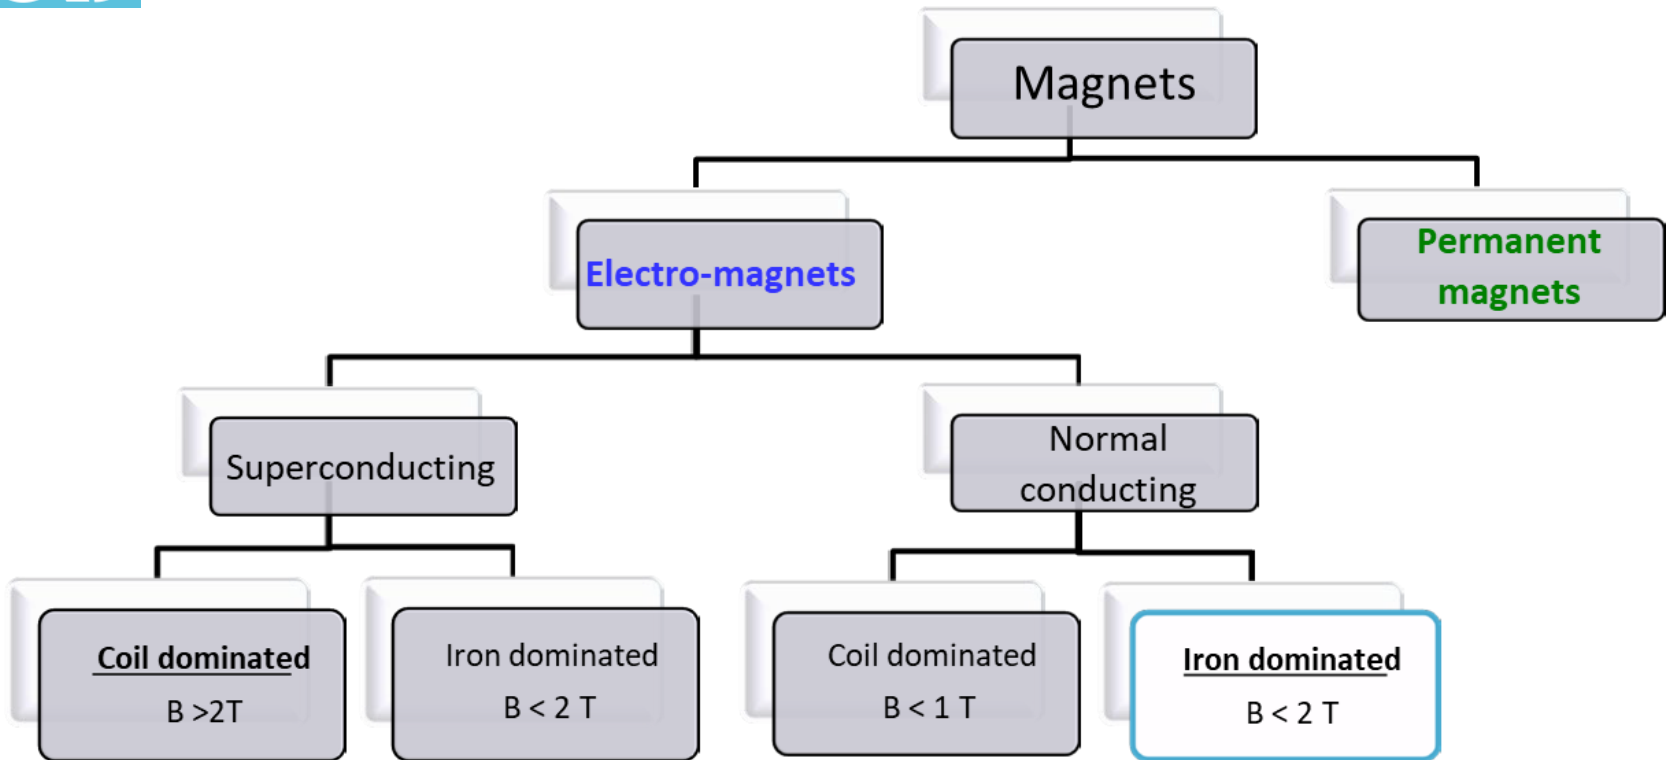 Magnets
Electro-magnets
Permanent
magnets
Superconducting
Normal
conducting
Coil dominated
B >2T
Iron dominated
B < 2 T
Coil dominated
B < 1 T
Iron dominated
B < 2 T